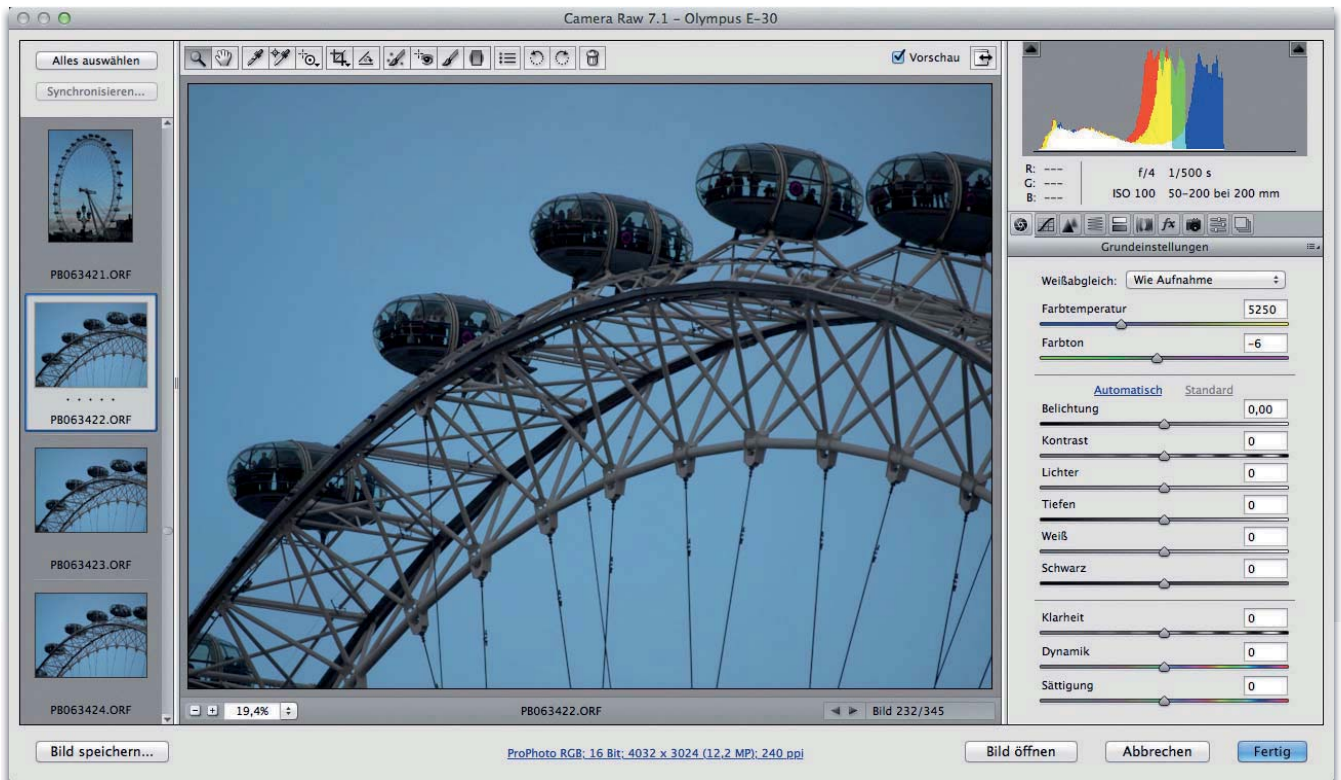 Camera Raw 7.1 – Olympus E-30
Alles auswählen
Synchronisieren...
PB063421.ORF
PB063422.ORF
PB063423.ORF
PB063424.ORF
Vorschau
19,4%
PB063422.ORF
Bild 232/345
R: ---
G: ---
B: ---
f/4 1/500 s
ISO 100 50–200 bei 200 mm
fx
Grundeinstellungen
Weißabgleich: Wie Aufnahme
Farbtemperatur 5250
Farbton -6
Automatisch Standard
Belichtung 0,00
Kontrast 0
Lichter 0
Tiefen 0
Weiß 0
Schwarz 0
Klarheit 0
Dynamik 0
Sättigung 0
Bild speichern...
ProPhoto RGB; 16 Bit; 4032 x 3024 (12,2 MP); 240 ppi
Bild öffnen
Abbrechen
Fertig